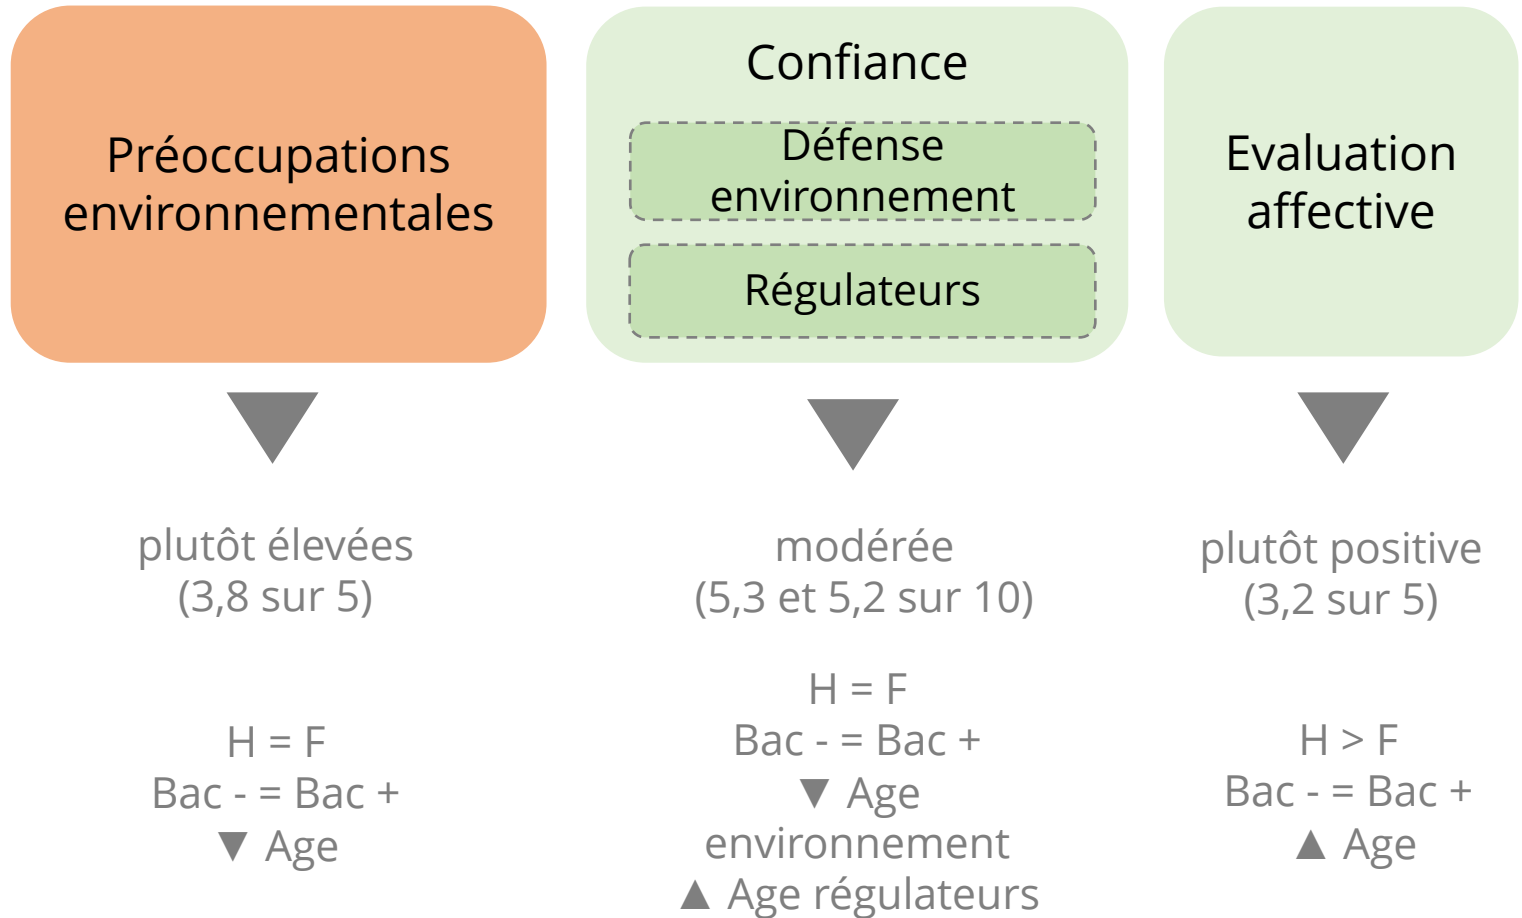 Préoccupations
environnementales
plutôt élevées
(3,8 sur 5)
H = F
Bac - = Bac +
▼ Age
Confiance
Défense
environnement
Régulateurs
modérée
(5,3 et 5,2 sur 10)
H = F
Bac - = Bac +
▼ Age
environnement
▲ Age régulateurs
Evaluation
affective
plutôt positive
(3,2 sur 5)
H > F
Bac - = Bac +
▲ Age